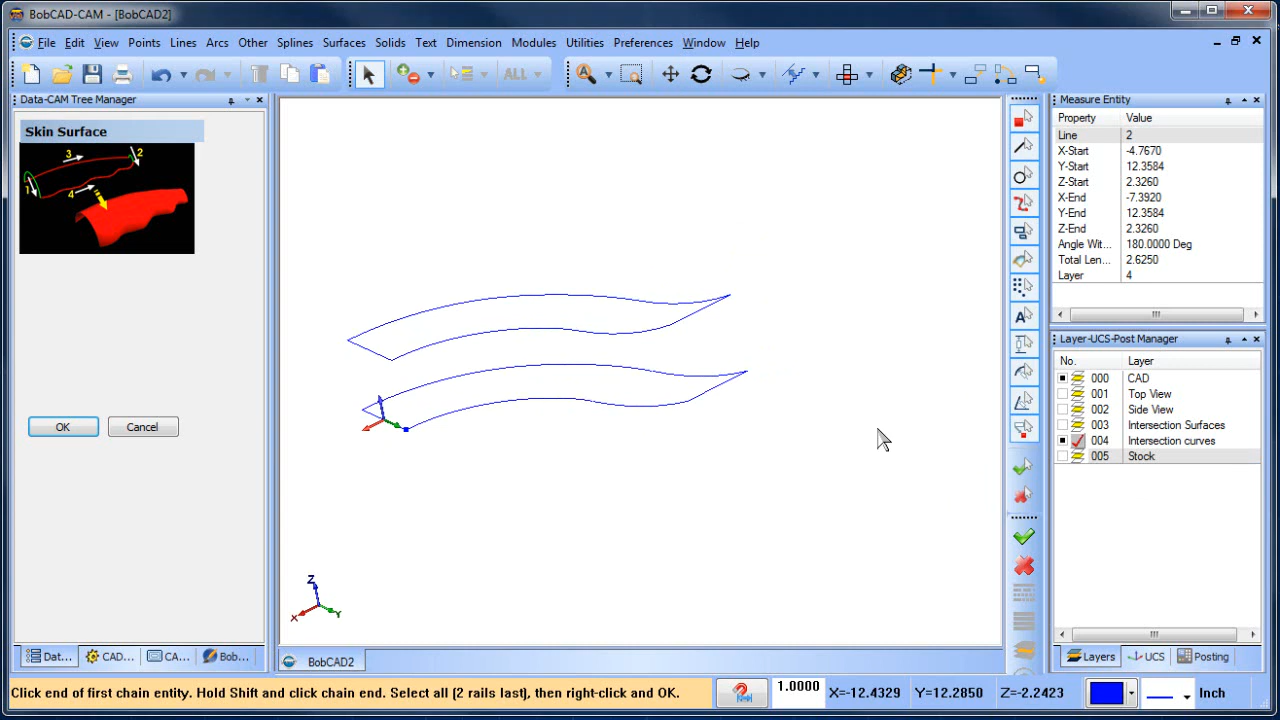 BobCAD-CAM - [BobCAD2]
File Edit View Points Lines Arcs Other Splines Surfaces Solids Text Dimension Modules Utilities Preferences Window Help
ALL
Data-CAM Tree Manager
Skin Surface
3 2
1 4
OK Cancel
Z
X Y
Dat... CAD... CA... Bob...
BobCAD2
Measure Entity
Property Value
Line 2
X-Start -4.7670
Y-Start 12.3584
Z-Start 2.3260
X-End -7.3920
Y-End 12.3584
Z-End 2.3260
Angle Wit... 180.0000 Deg
Total Len... 2.6250
Layer 4
Layer-UCS-Post Manager
No. Layer
000 CAD
001 Top View
002 Side View
003 Intersection Surfaces
004 Intersection curves
005 Stock
Layers UCS Posting
Click end of first chain entity. Hold Shift and click chain end. Select all [2 rails last], then right-click and OK. 1.0000 X=-12.4329 Y=12.2850 Z=-2.2423 Inch